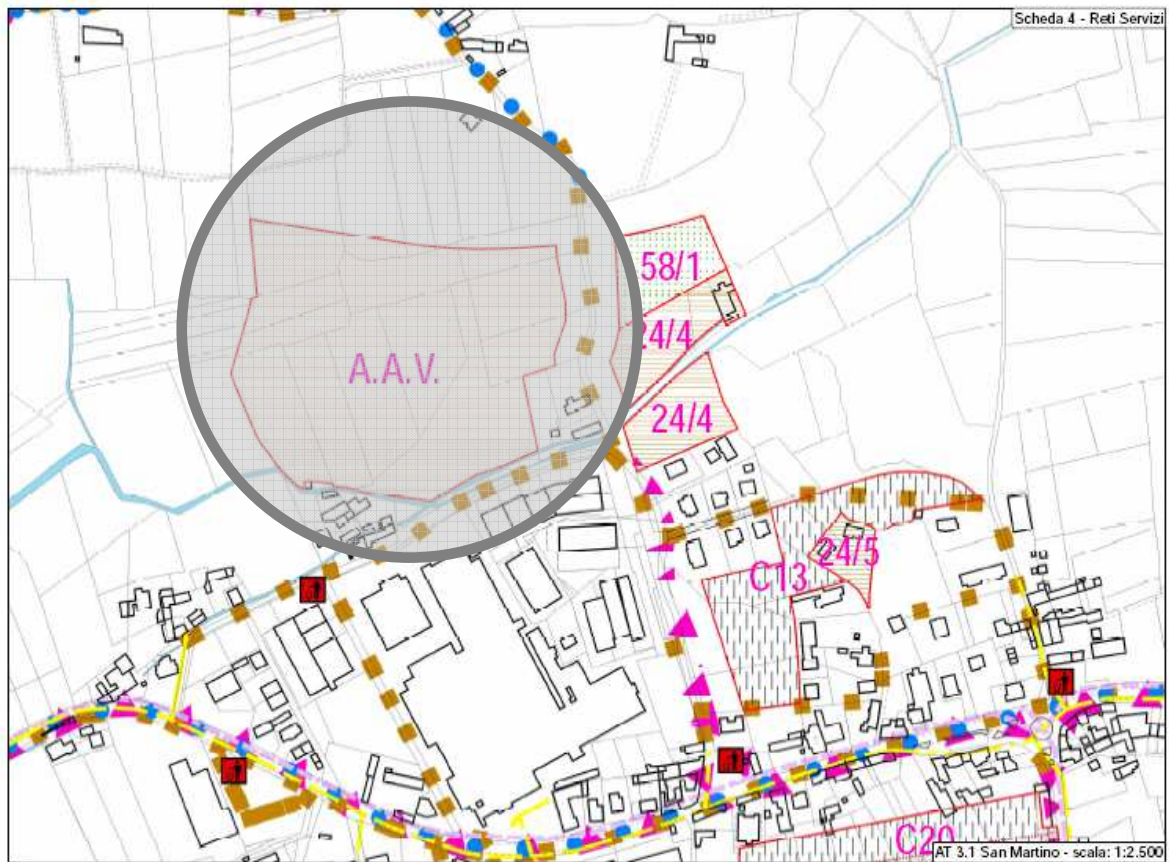 Scheda 4 - Reti Servizi
58/1
24/4
A.A.V.
24/4
24/5
C13
C20
AT 3.1 San Martino - scala: 1:2.500